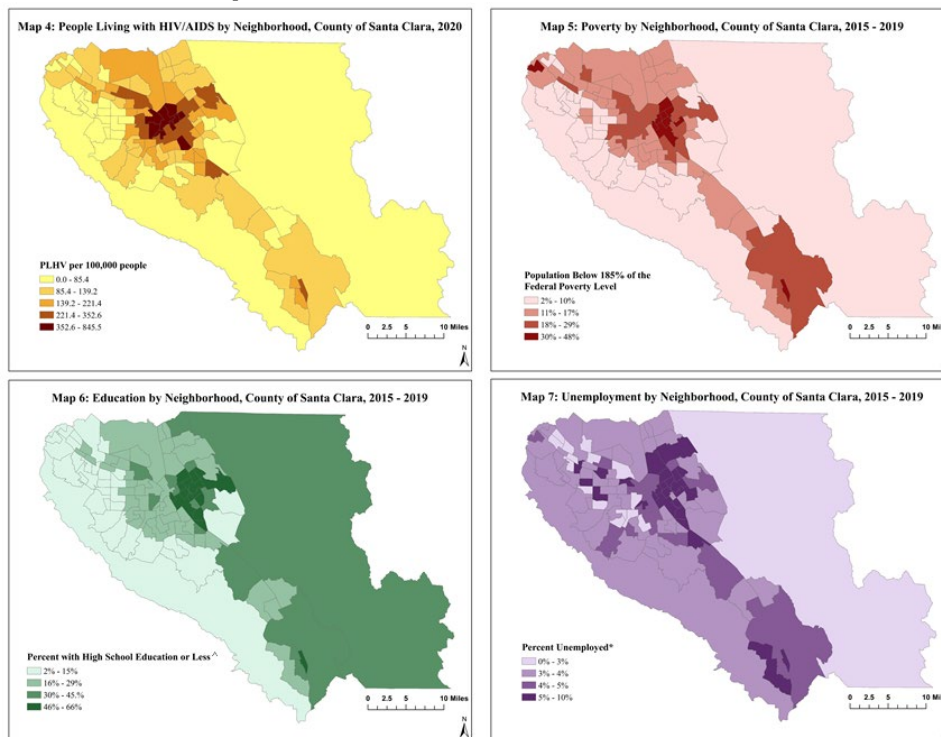 Map 4: People Living with HIV/AIDS by Neighborhood, County of Santa Clara, 2020
PLHV per 100,000 people
0.0 - 85.4
85.4 - 139.2
139.2 - 221.4
221.4 - 352.6
352.6 - 845.5
0 2.5 5 10 Miles
N
Map 5: Poverty by Neighborhood, County of Santa Clara, 2015 - 2019
Population Below 185% of the
Federal Poverty Level
2% - 10%
11% - 17%
18% - 29%
30% - 48%
0 2.5 5 10 Mil
Map 6: Education by Neighborhood, County of Santa Clara, 2015 - 2019
Percent with High School Education or Less^
2% - 15%
16% - 29%
30% - 45.%
46% - 66%
0 2.5 5 10 Miles
N
Map 7: Unemployment by Neighborhood, County of Santa Clara, 2015 - 2019
Percent Unemployed*
0% - 3%
3% - 4%
4% - 5%
5% - 10%
0 2.5 5 10 Mil